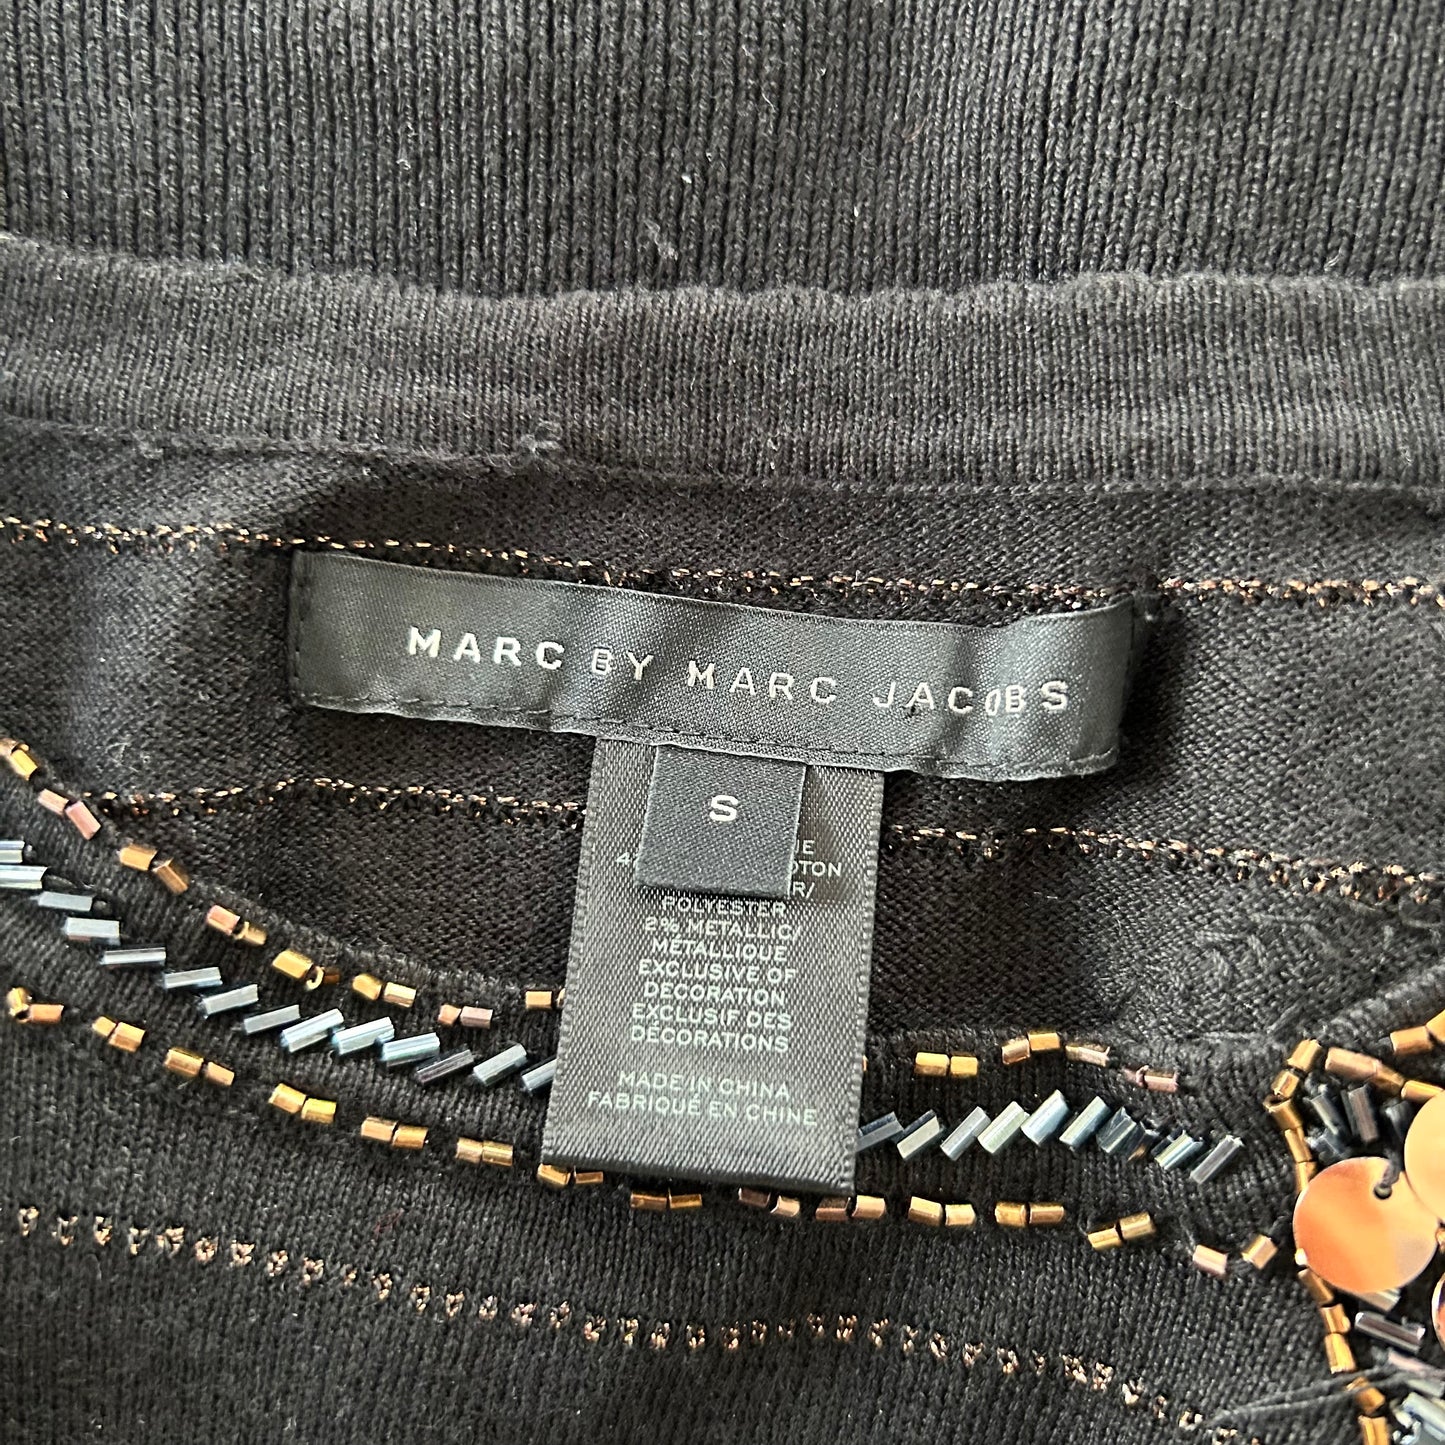 MARC BY MARC JACOBS
S
POLYESTER
2% METALLIC/
MÉTALLIQUE
EXCLUSIVE OF
DECORATION
EXCLUSIF DES
DÉCORATIONS
MADE IN CHINA
FABRIQUÉ EN CHINE